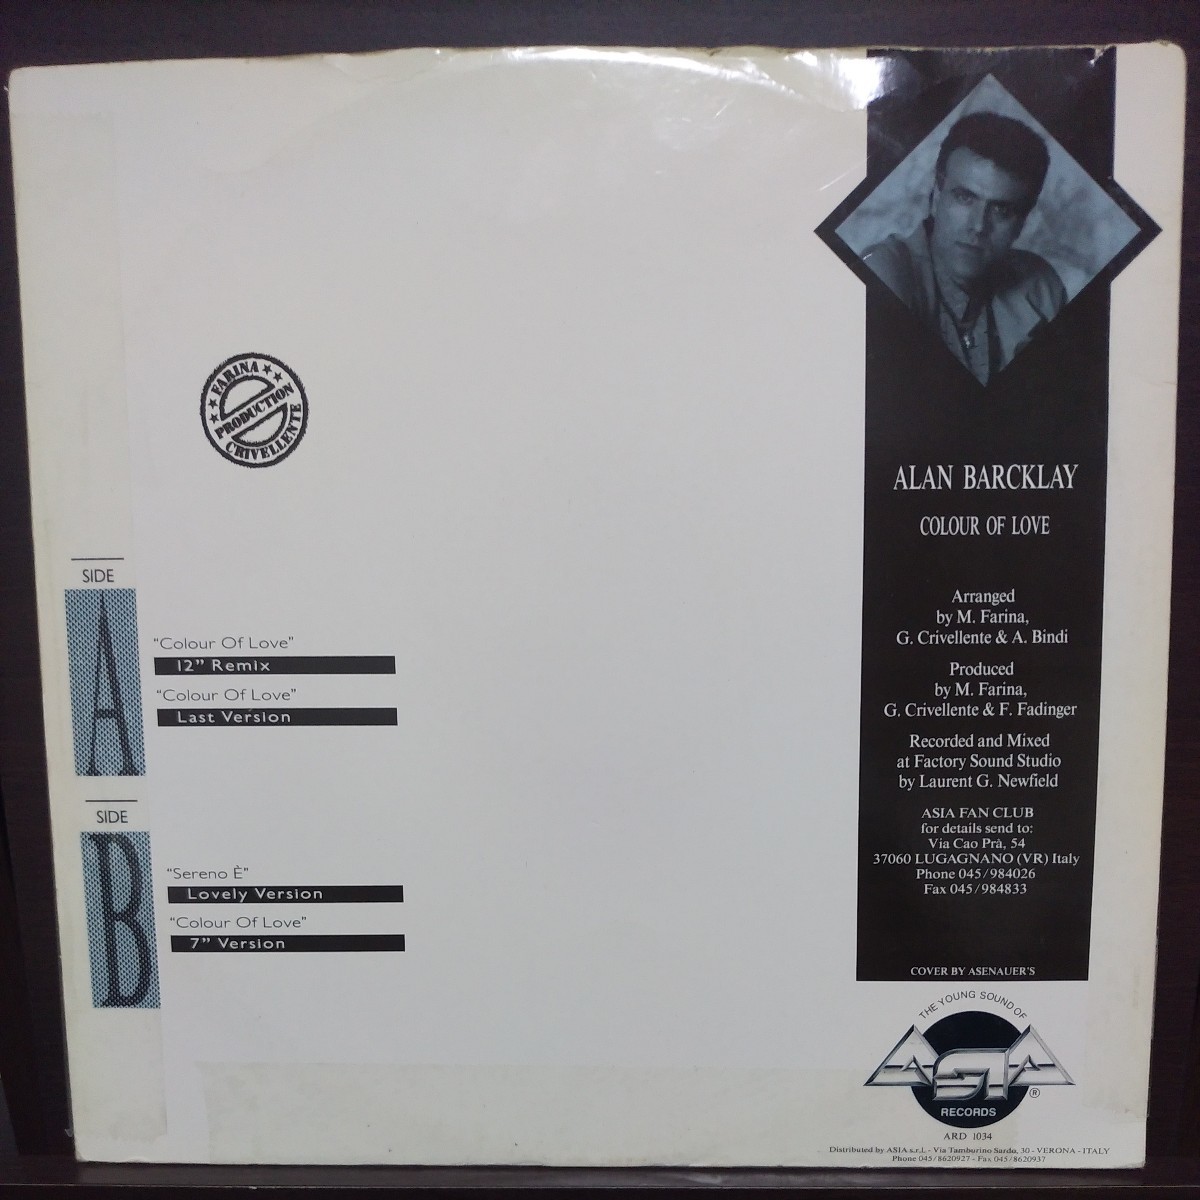 FARINA
PRODUCTION
CRIVELLENTE
SIDE
A
"Colour Of Love"
12" Remix
"Colour Of Love"
Last Version
SIDE
B
"Sereno È"
Lovely Version
"Colour Of Love"
7" Version
ALAN BARCKLAY
COLOUR OF LOVE
Arranged
by M. Farina,
G. Crivellente & A. Bindi
Produced
by M. Farina,
G. Crivellente & F. Fadinger
Recorded and Mixed
at Factory Sound Studio
by Laurent G. Newfield
ASIA FAN CLUB
for details send to:
Via Cao Prà, 54
37060 LUGAGNANO (VR) Italy
Phone 045/984026
Fax 045/984833
COVER BY ASENAUER'S
THE YOUNG SOUND OF
ASIA
®
RECORDS
ARD 1034
Distributed by ASIA s.r.l. - Via Tamburino Sardo, 30 - VERONA - ITALY
Phone 045/8620927 - Fax 045/8620937